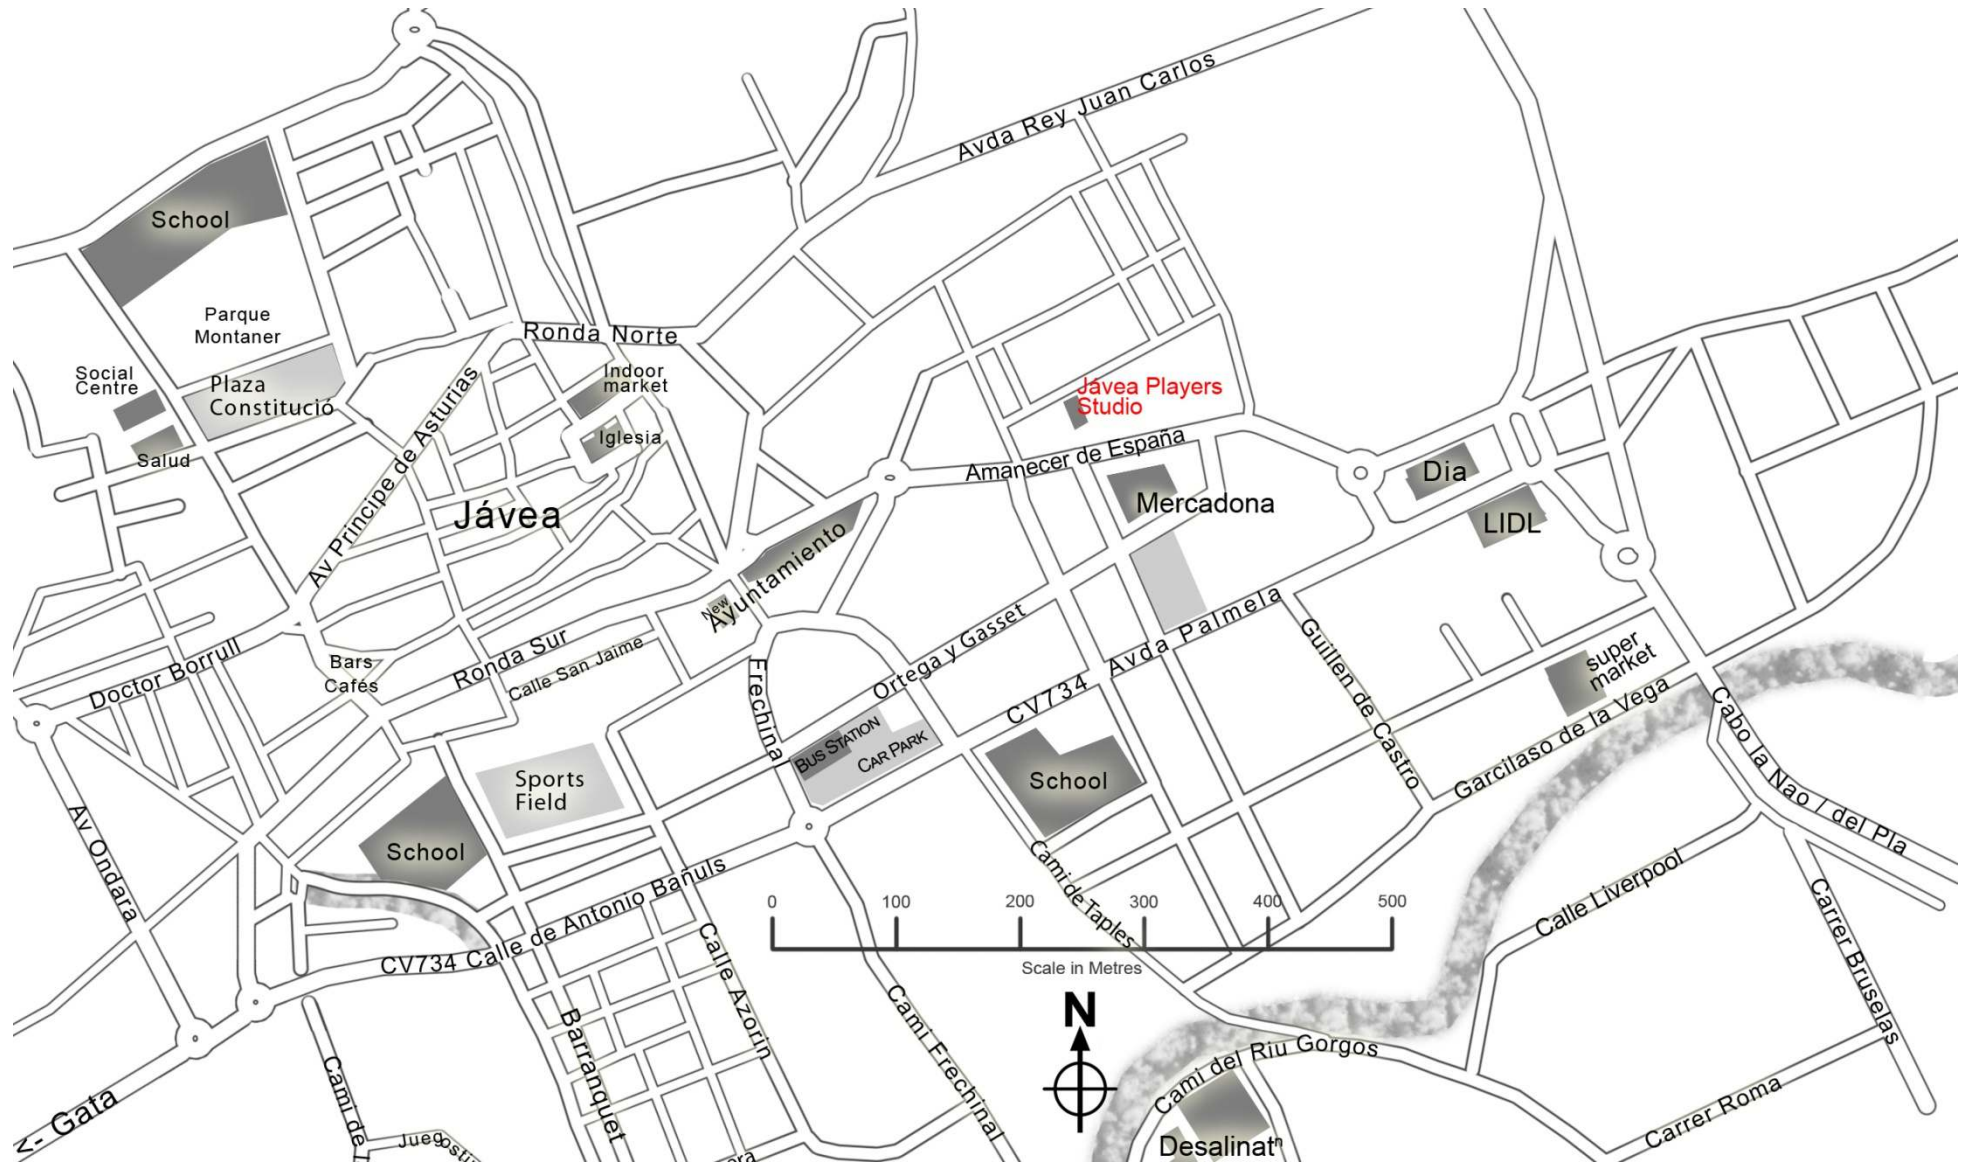 Avda Rey Juan Carlos
School
Parque
Montaner
Ronda Norte
Social
Centre
Plaza
Constitució
Indoor
market
Av Principe de Asturias
Jávea Players
Studio
Iglesia
Salud
Amanecer de España
Jávea
Mercadona
Dia
LIDL
New
Ayuntamiento
Doctor Borrull
Bars
Cafés
Ronda Sur
Calle San Jaime
Frechina
Ortega y Gasset
CV734 Avda Palmela
Guillen de Castro
super
market
Garcilaso de la Vega
Cabo la Nao / del Pla
BUS STATION
CAR PARK
Sports
Field
School
School
Av Ondara
CV734 Calle de Antonio Bañuls
Cami de Taples
Calle Liverpool
Carrer Bruselas
0 100 200 300 400 500
Scale in Metres
Calle Azorin
Barranquet
Cami Frechinal
N
Cami del Riu Gorgos
Carrer Roma
Desalinatⁿ
<- Gata
Cami de